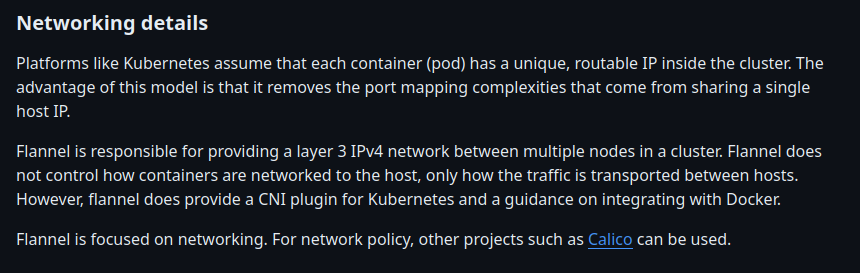 Networking details
Platforms like Kubernetes assume that each container (pod) has a unique, routable IP inside the cluster. The
advantage of this model is that it removes the port mapping complexities that come from sharing a single
host IP.
Flannel is responsible for providing a layer 3 IPv4 network between multiple nodes in a cluster. Flannel does
not control how containers are networked to the host, only how the traffic is transported between hosts.
However, flannel does provide a CNI plugin for Kubernetes and a guidance on integrating with Docker.
Flannel is focused on networking. For network policy, other projects such as Calico can be used.